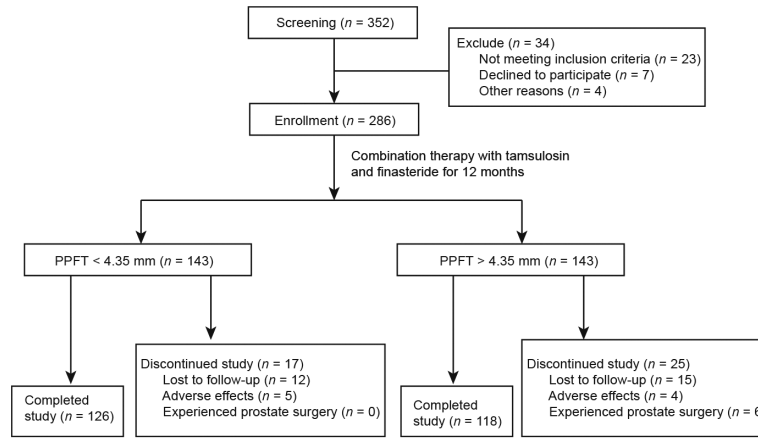 Screening (n = 352)
Exclude (n = 34)
Not meeting inclusion criteria (n = 23)
Declined to participate (n = 7)
Other reasons (n = 4)
Enrollment (n = 286)
Combination therapy with tamsulosin
and finasteride for 12 months
PPFT < 4.35 mm (n = 143)
PPFT > 4.35 mm (n = 143)
Completed
study (n = 126)
Discontinued study (n = 17)
Lost to follow-up (n = 12)
Adverse effects (n = 5)
Experienced prostate surgery (n = 0)
Completed
study (n = 118)
Discontinued study (n = 25)
Lost to follow-up (n = 15)
Adverse effects (n = 4)
Experienced prostate surgery (n = 6